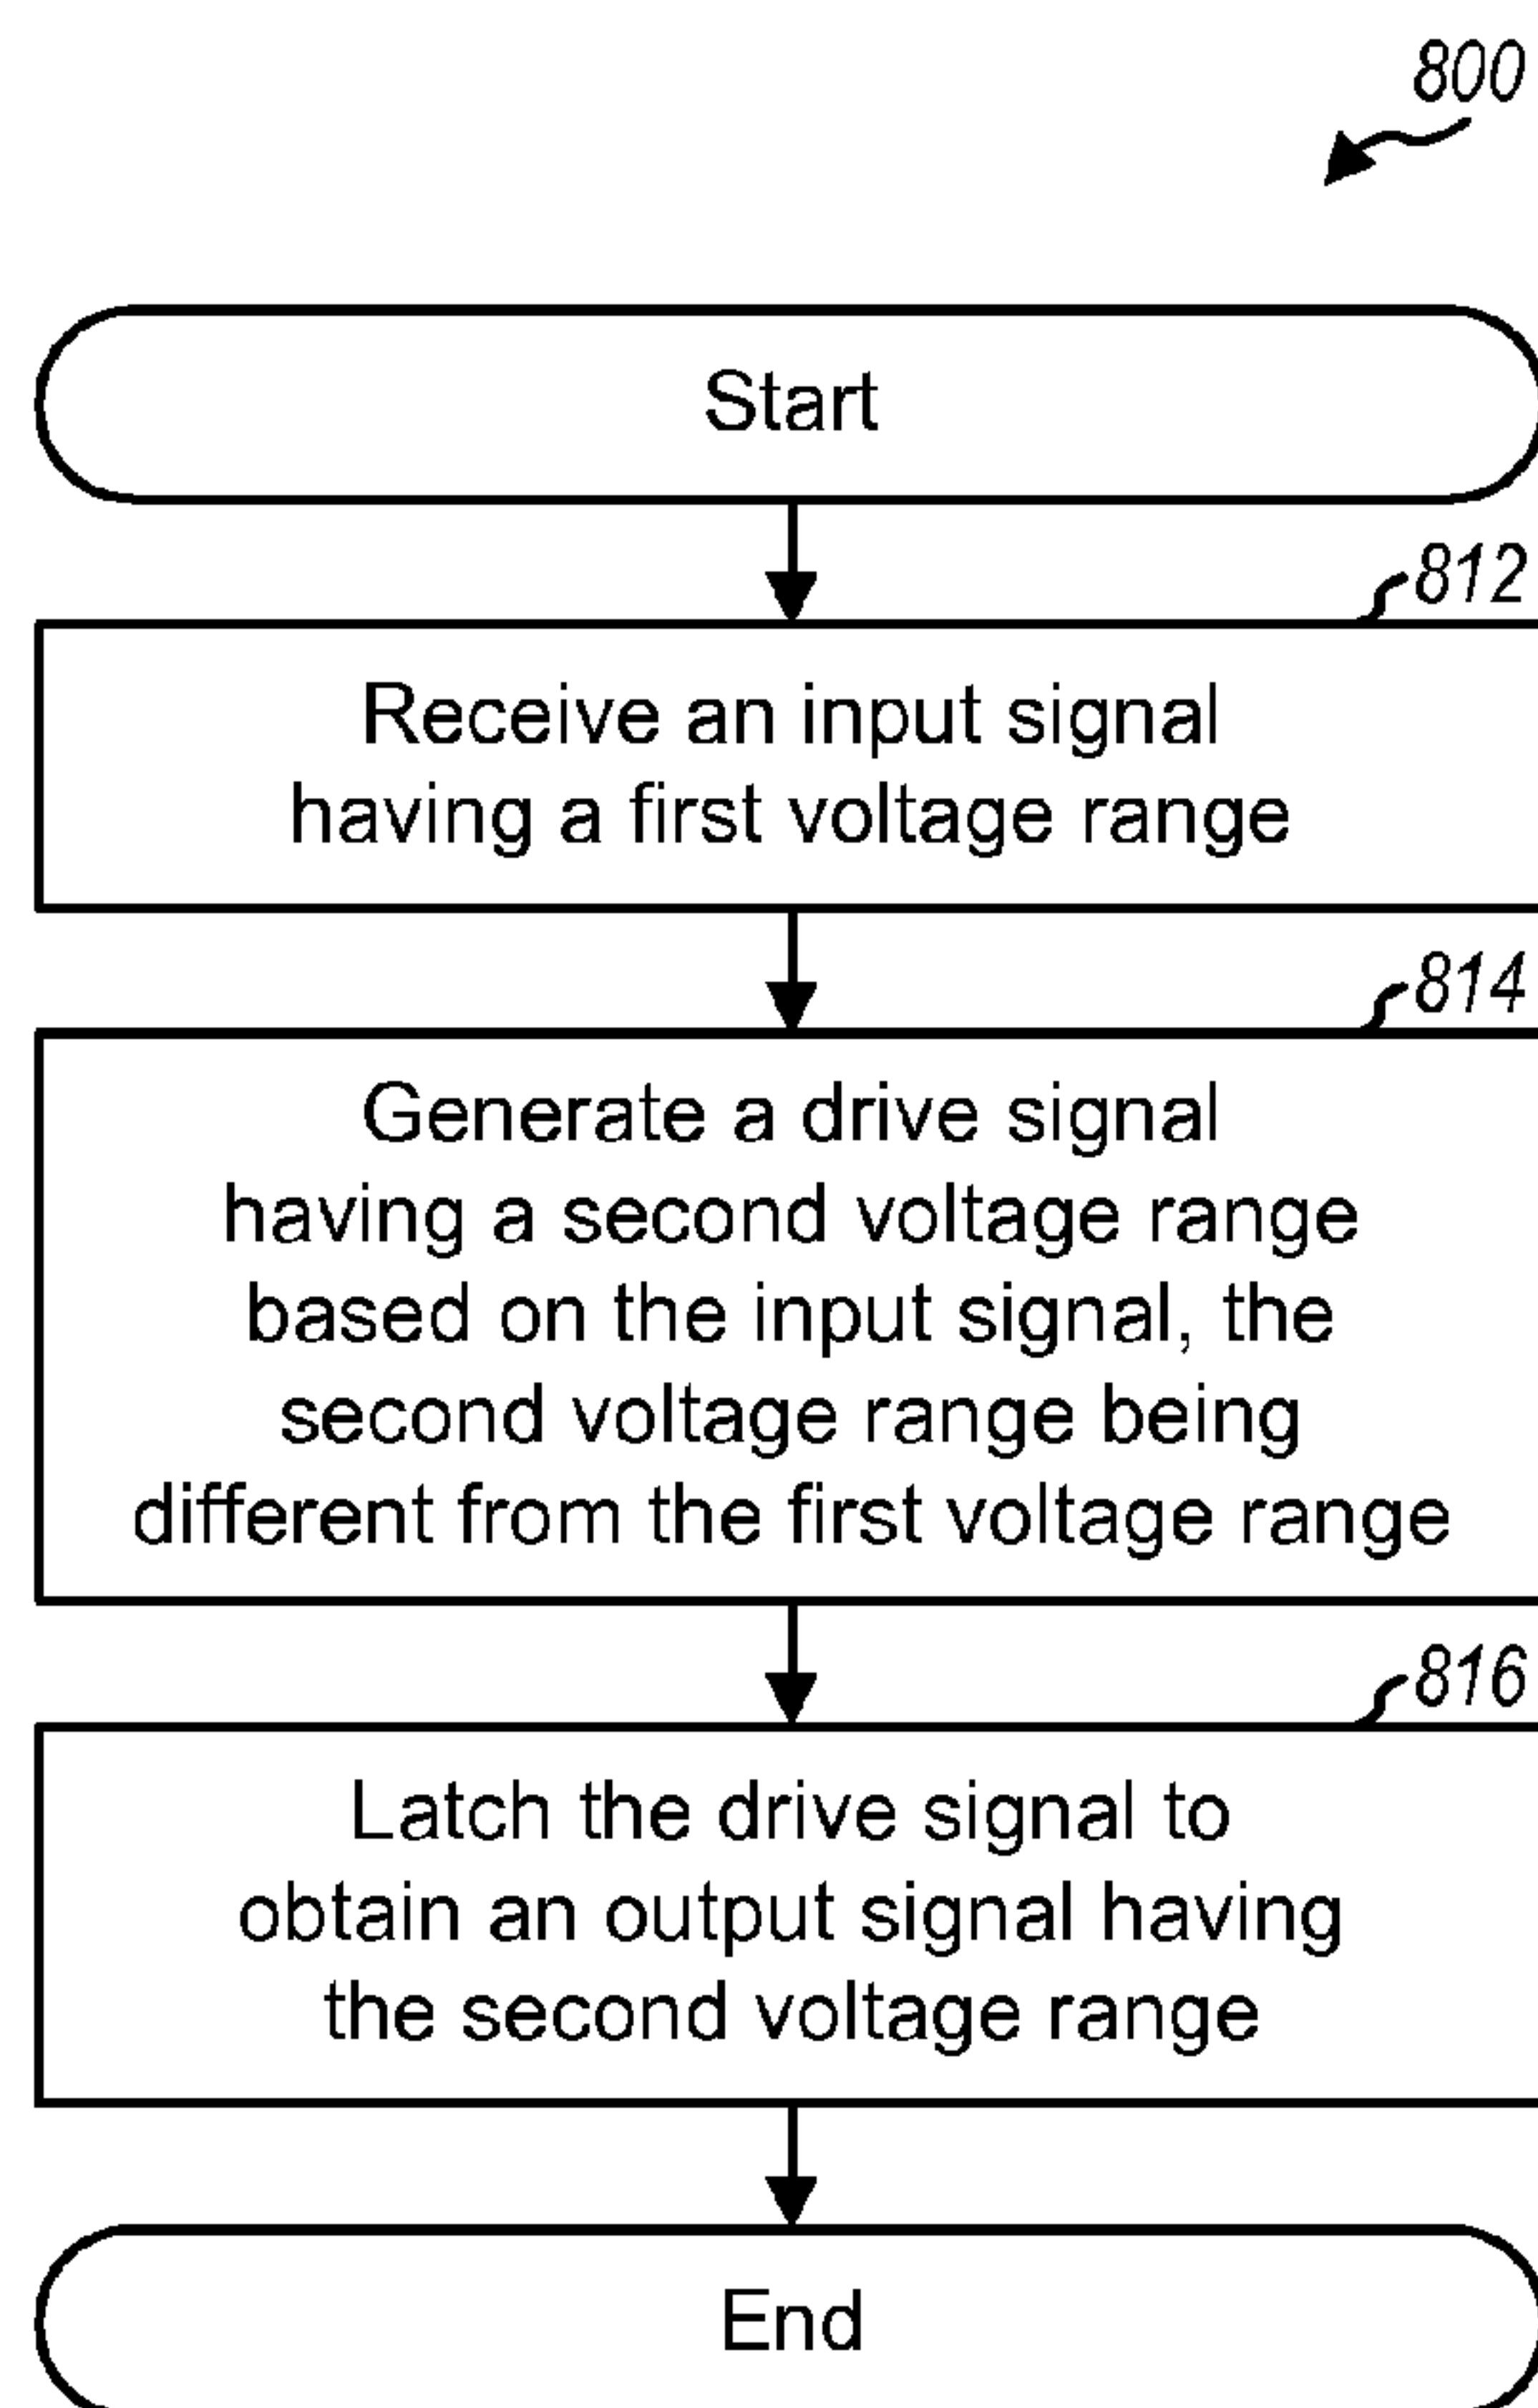 800
Start
812
Receive an input signal
having a first voltage range
814
Generate a drive signal
having a second voltage range
based on the input signal, the
second voltage range being
different from the first voltage range
816
Latch the drive signal to
obtain an output signal having
the second voltage range
End